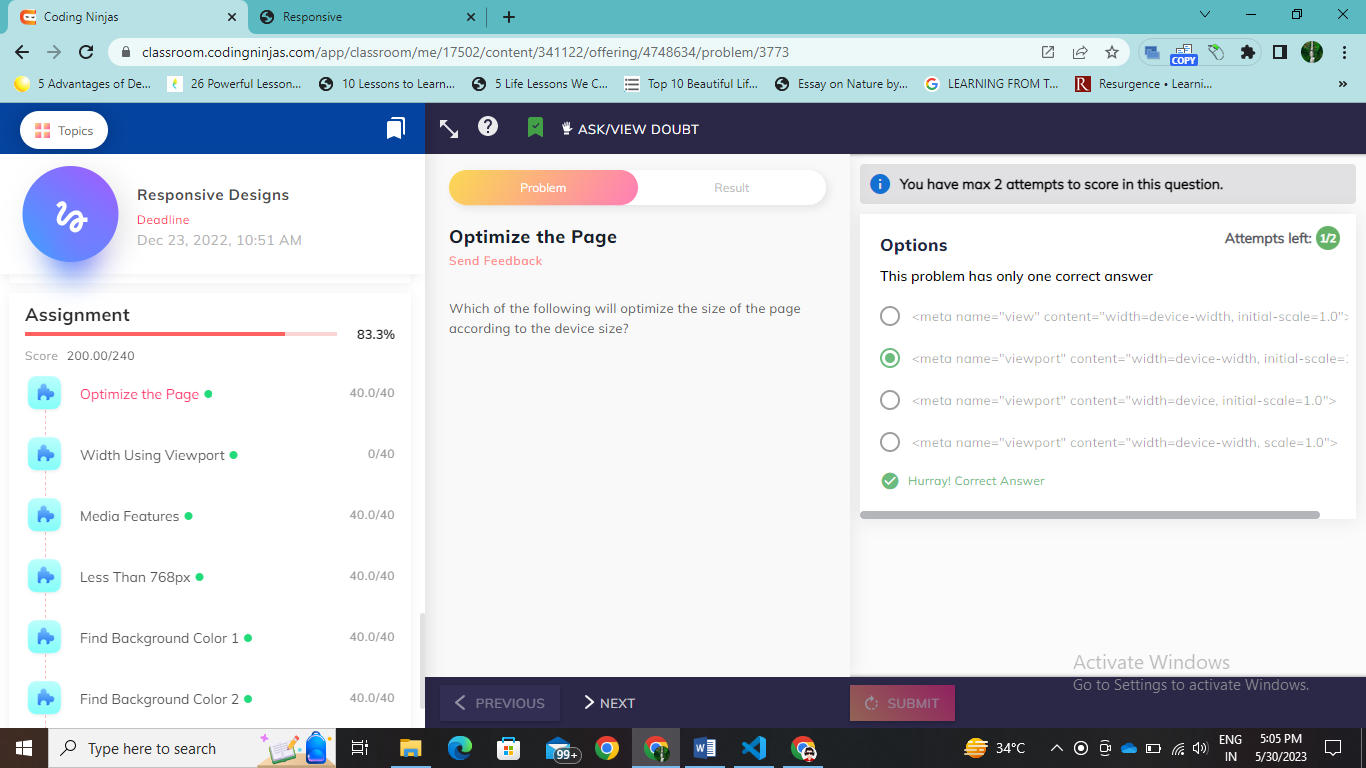 Coding Ninjas
Responsive
classroom.codingninjas.com/app/classroom/me/17502/content/341122/offering/4748634/problem/3773
COPY
5 Advantages of De...
26 Powerful Lesson...
10 Lessons to Learn...
5 Life Lessons We C...
Top 10 Beautiful Lif...
Essay on Nature by...
LEARNING FROM T...
Resurgence • Learni...
Topics
ASK/VIEW DOUBT
Responsive Designs
Deadline
Dec 23, 2022, 10:51 AM
Assignment
83.3%
Score 200.00/240
Optimize the Page 40.0/40
Width Using Viewport 0/40
Media Features 40.0/40
Less Than 768px 40.0/40
Find Background Color 1 40.0/40
Find Background Color 2 40.0/40
Problem
Result
Optimize the Page
Send Feedback
Which of the following will optimize the size of the page
according to the device size?
You have max 2 attempts to score in this question.
Options
Attempts left: 1/2
This problem has only one correct answer
<meta name="view" content="width=device-width, initial-scale=1.0">
<meta name="viewport" content="width=device-width, initial-scale=
<meta name="viewport" content="width=device, initial-scale=1.0">
<meta name="viewport" content="width=device-width, scale=1.0">
Hurray! Correct Answer
Activate Windows
Go to Settings to activate Windows.
PREVIOUS
NEXT
SUBMIT
Type here to search
99+
34°C
ENG
IN
5:05 PM
5/30/2023